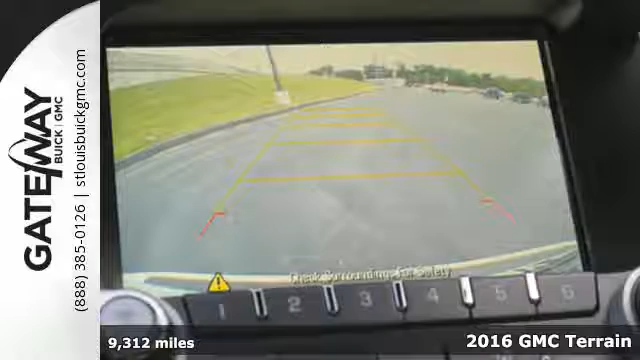 GATEWAY
BUICK | GMC
(888) 385-0126 | stlouisbuickgmc.com
Check Surroundings For Safety
!
1 2 3 4 5 6
9,312 miles
2016 GMC Terrain